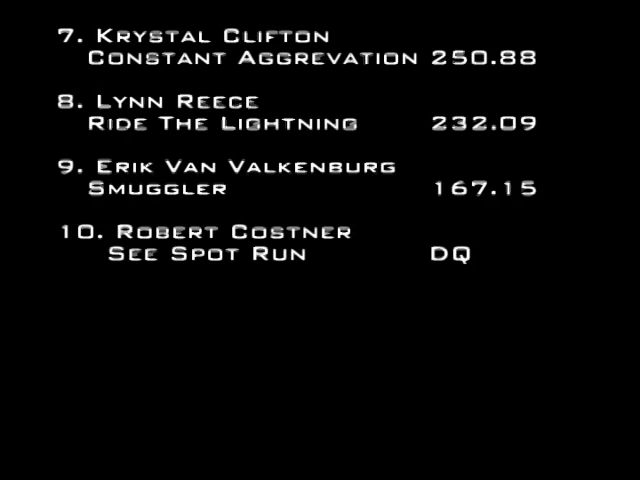 7. Krystal Clifton
Constant Aggrevation 250.88
8. Lynn Reece
Ride The Lightning 232.09
9. Erik Van Valkenburg
Smuggler 167.15
10. Robert Costner
See Spot Run DQ